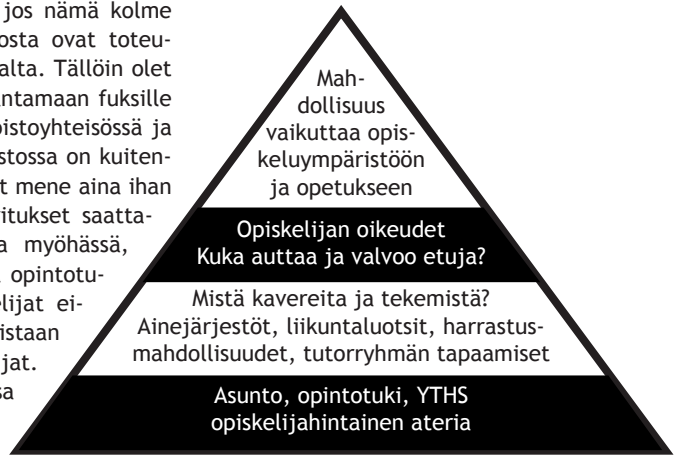 jos nämä kolme
osta ovat toteu-
alta. Tällöin olet
ntamaan fuksille
pistoyhteisössä ja
stossa on kuiten-
t mene aina ihan
vitukset saatta-
a myöhässä,
opintotu-
lijat ei-
istaan
jat.
sa
Mah-
dollisuus
vaikuttaa opis-
keluympäristöön
ja opetukseen
Opiskelijan oikeudet
Kuka auttaa ja valvoo etuja?
Mistä kavereita ja tekemistä?
Ainejärjestöt, liikuntaluotsit, harrastus-
mahdollisuudet, tutorryhmän tapaamiset
Asunto, opintotuki, YTHS
opiskelijahintainen ateria